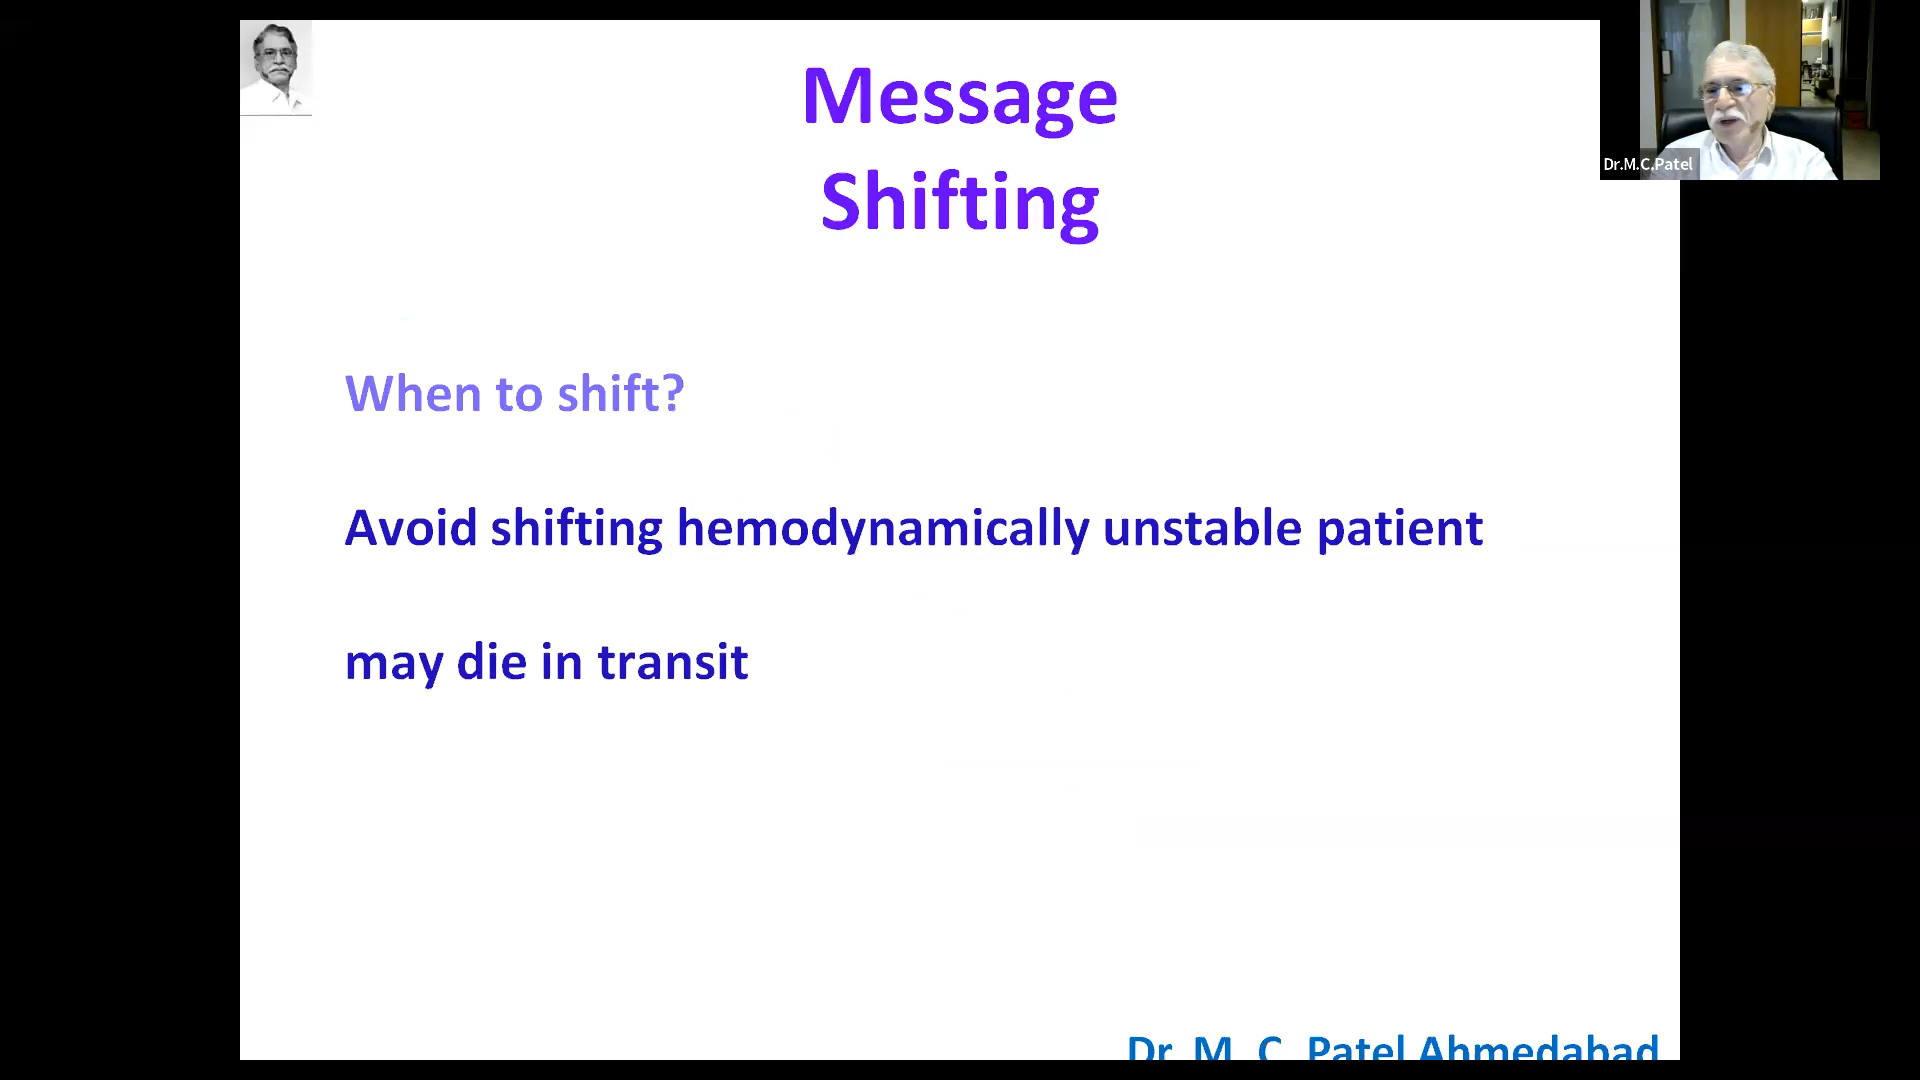 Message
Shifting
Dr.M.C.Patel
When to shift?
Avoid shifting hemodynamically unstable patient
may die in transit
Dr. M. C. Patel Ahmedabad